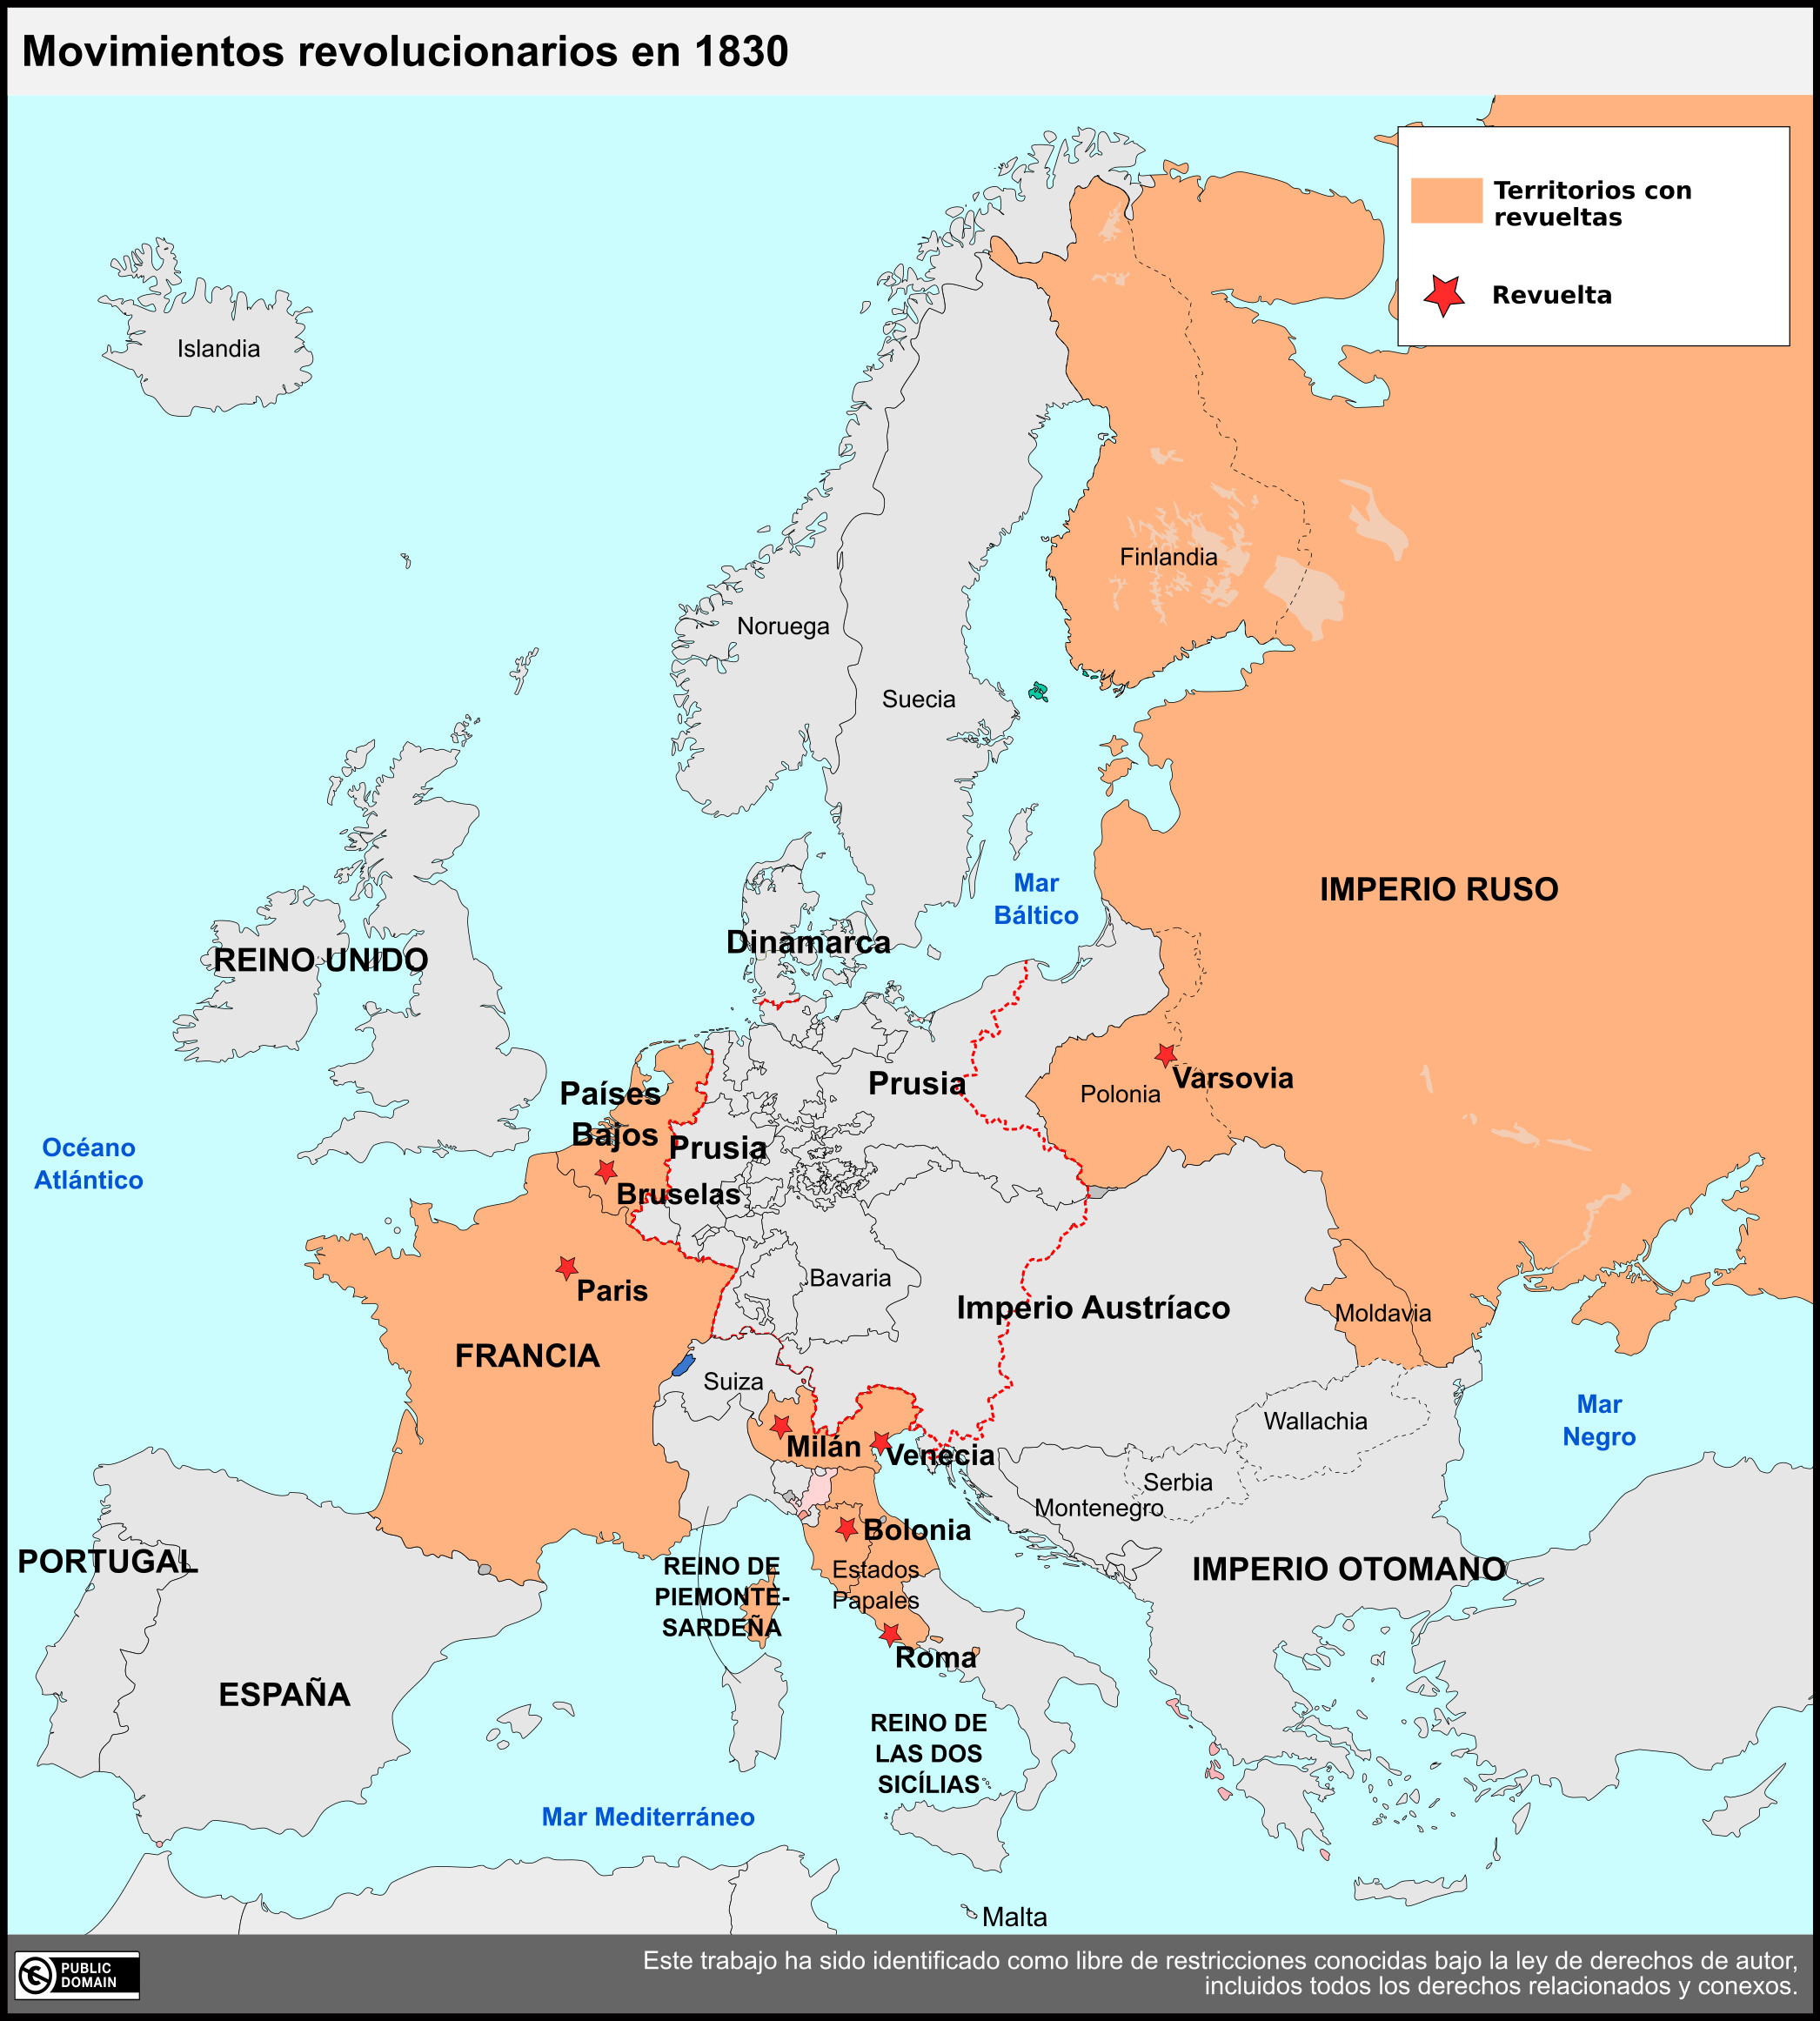 Movimientos revolucionarios en 1830
Territorios con
revueltas
Revuelta
Islandia
Finlandia
Noruega
Suecia
Mar
Báltico
IMPERIO RUSO
REINO UNIDO
Dinamarca
Varsovia
Polonia
Prusia
Países
Bajos
Prusia
Bruselas
Océano
Atlántico
Paris
Bavaria
Imperio Austríaco
Moldavia
FRANCIA
Suiza
Mar
Negro
Wallachia
Milán
Venecia
Serbia
Montenegro
Bolonia
PORTUGAL
REINO DE
PIEMONTE-
SARDEÑA
Estados
Papales
IMPERIO OTOMANO
Roma
ESPAÑA
REINO DE
LAS DOS
SICÍLIAS
Mar Mediterráneo
Malta
PUBLIC
DOMAIN
Este trabajo ha sido identificado como libre de restricciones conocidas bajo la ley de derechos de autor,
incluidos todos los derechos relacionados y conexos.